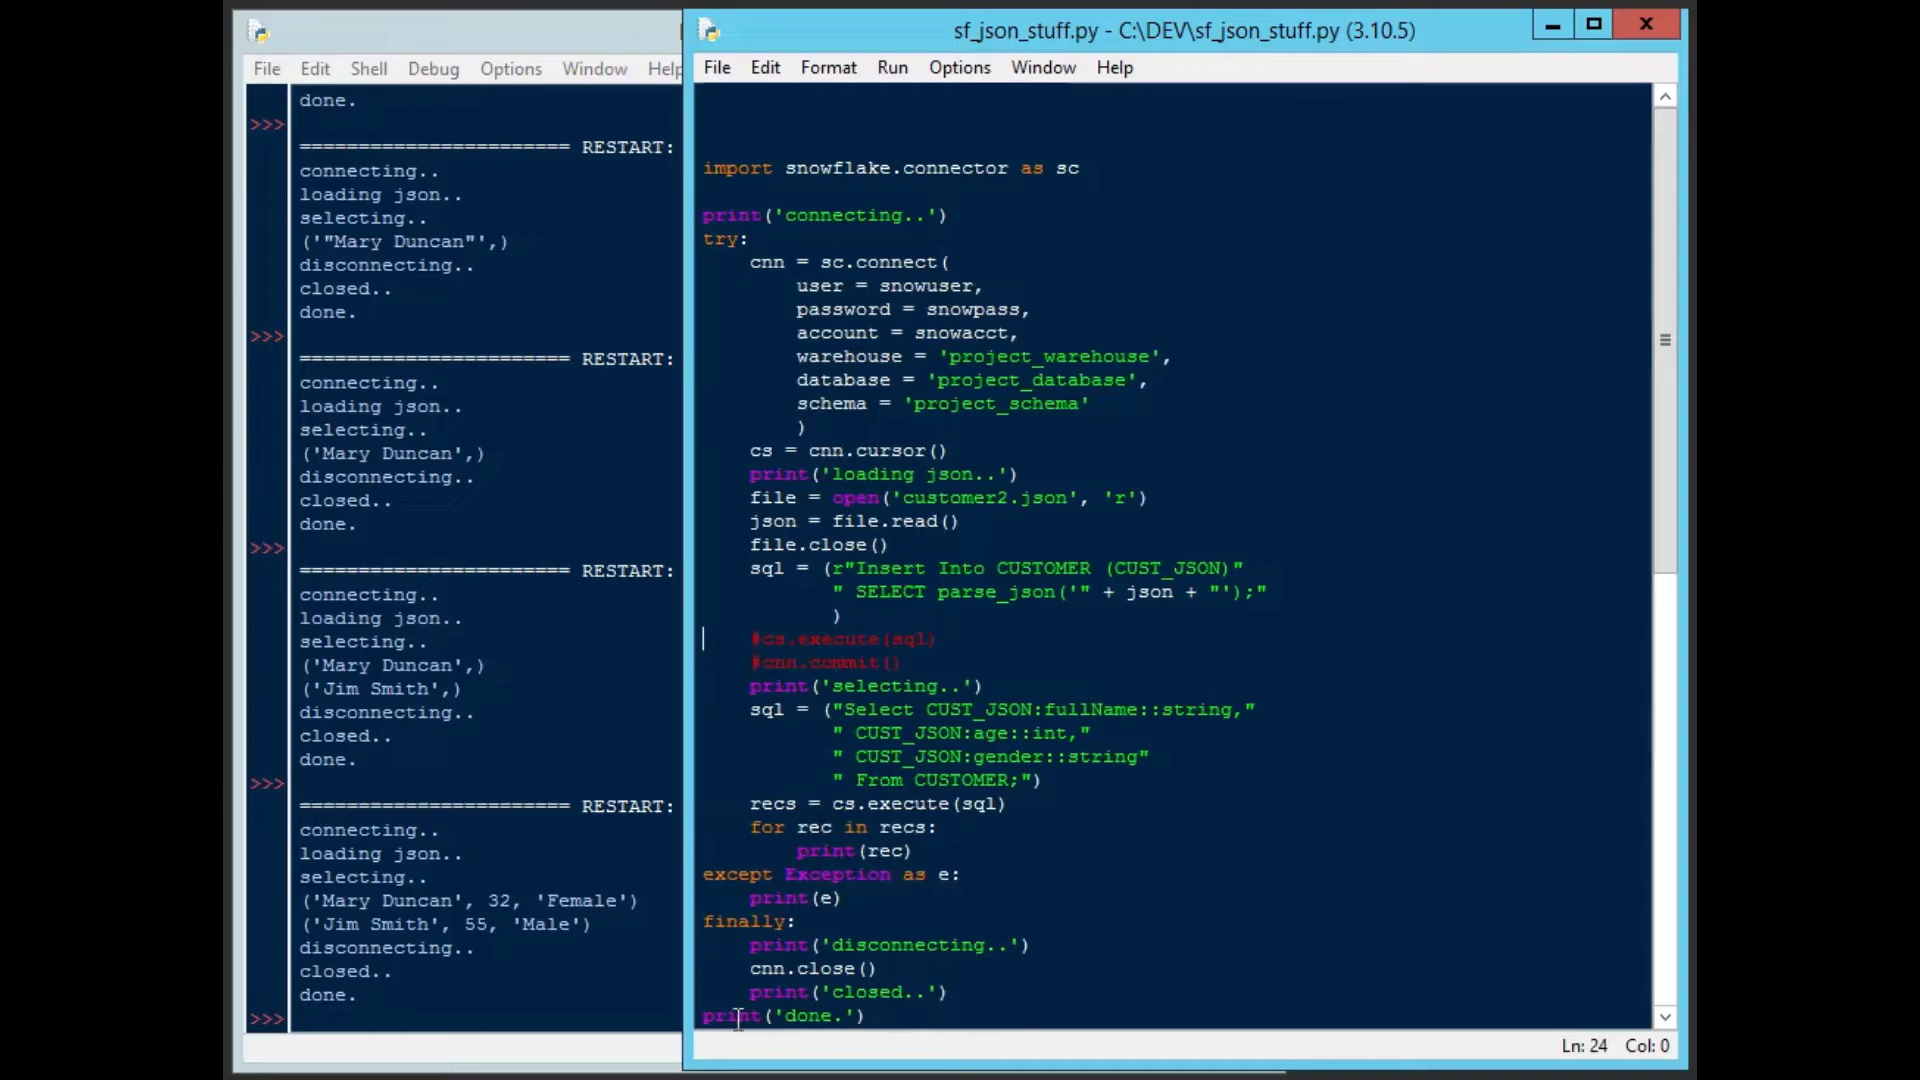 File Edit Shell Debug Options Window Help
done.
>>>
======================= RESTART:
connecting..
loading json..
selecting..
('"Mary Duncan"',)
disconnecting..
closed..
done.
>>>
======================= RESTART:
connecting..
loading json..
selecting..
('Mary Duncan',)
disconnecting..
closed..
done.
>>>
======================= RESTART:
connecting..
loading json..
selecting..
('Mary Duncan',)
('Jim Smith',)
disconnecting..
closed..
done.
>>>
======================= RESTART:
connecting..
loading json..
selecting..
('Mary Duncan', 32, 'Female')
('Jim Smith', 55, 'Male')
disconnecting..
closed..
done.
>>>
sf_json_stuff.py - C:\DEV\sf_json_stuff.py (3.10.5)
File Edit Format Run Options Window Help
import snowflake.connector as sc
print('connecting..')
try:
    cnn = sc.connect(
        user = snowuser,
        password = snowpass,
        account = snowacct,
        warehouse = 'project_warehouse',
        database = 'project_database',
        schema = 'project_schema'
        )
    cs = cnn.cursor()
    print('loading json..')
    file = open('customer2.json', 'r')
    json = file.read()
    file.close()
    sql = (r"Insert Into CUSTOMER (CUST_JSON)"
           " SELECT parse_json('" + json + "');"
           )
    #cs.execute(sql)
    #cnn.commit()
    print('selecting..')
    sql = ("Select CUST_JSON:fullName::string,"
           " CUST_JSON:age::int,"
           " CUST_JSON:gender::string"
           " From CUSTOMER;")
    recs = cs.execute(sql)
    for rec in recs:
        print(rec)
except Exception as e:
    print(e)
finally:
    print('disconnecting..')
    cnn.close()
    print('closed..')
print('done.')
Ln: 24 Col: 0